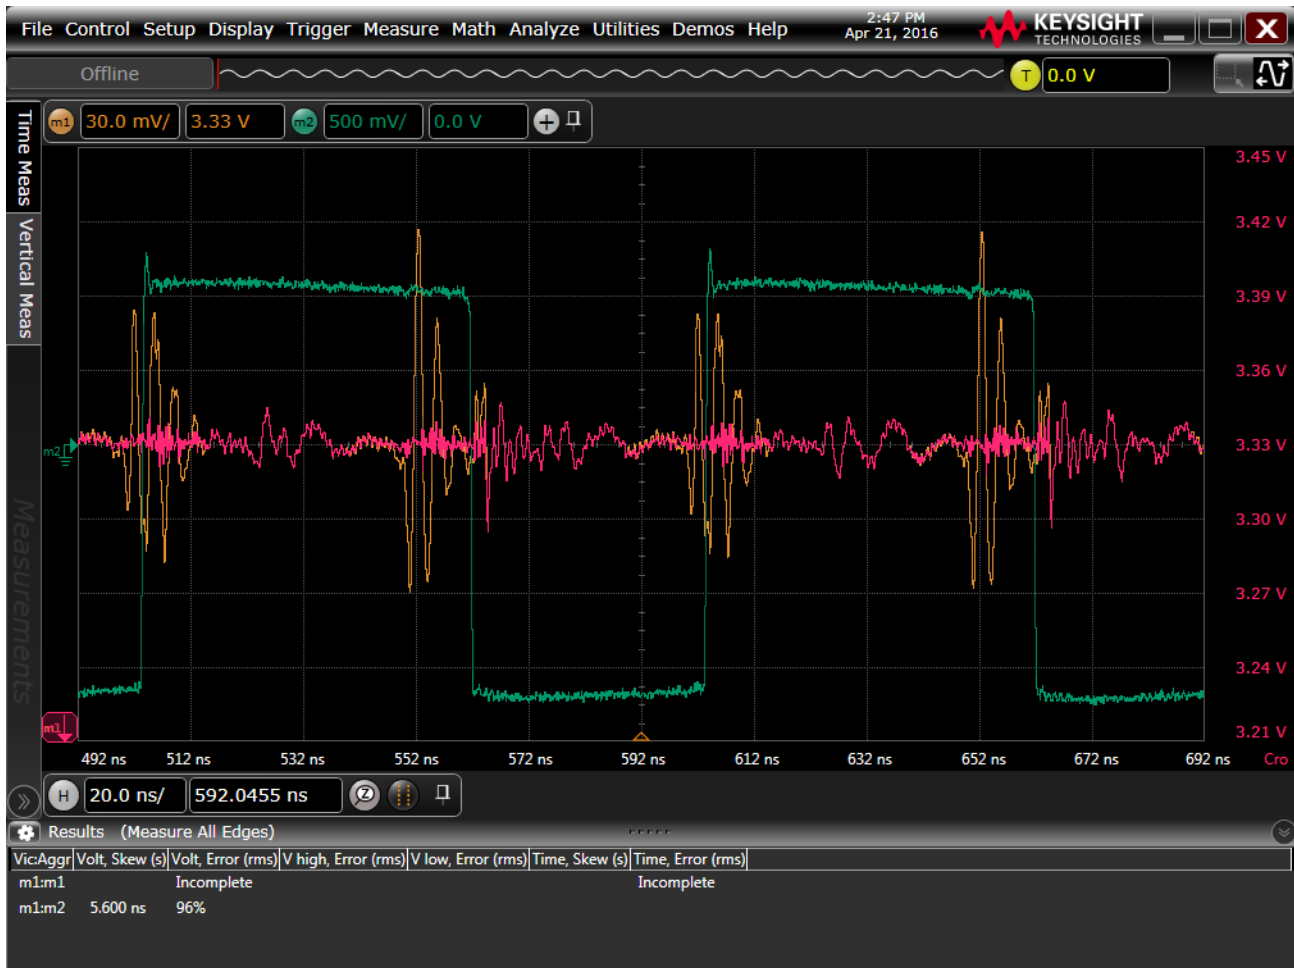 File Control Setup Display Trigger Measure Math Analyze Utilities Demos Help
2:47 PM
Apr 21, 2016
KEYSIGHT
TECHNOLOGIES
X
Offline
T 0.0 V
Time Meas
Vertical Meas
Measurements
m1 30.0 mV/ 3.33 V m2 500 mV/ 0.0 V +
3.45 V
3.42 V
3.39 V
3.36 V
3.33 V
3.30 V
3.27 V
3.24 V
3.21 V
m2
m1
492 ns 512 ns 532 ns 552 ns 572 ns 592 ns 612 ns 632 ns 652 ns 672 ns 692 ns Cro
H 20.0 ns/ 592.0455 ns Z
Results (Measure All Edges)
Vic:Aggr Volt, Skew (s) Volt, Error (rms) V high, Error (rms) V low, Error (rms) Time, Skew (s) Time, Error (rms)
m1:m1 Incomplete Incomplete
m1:m2 5.600 ns 96%